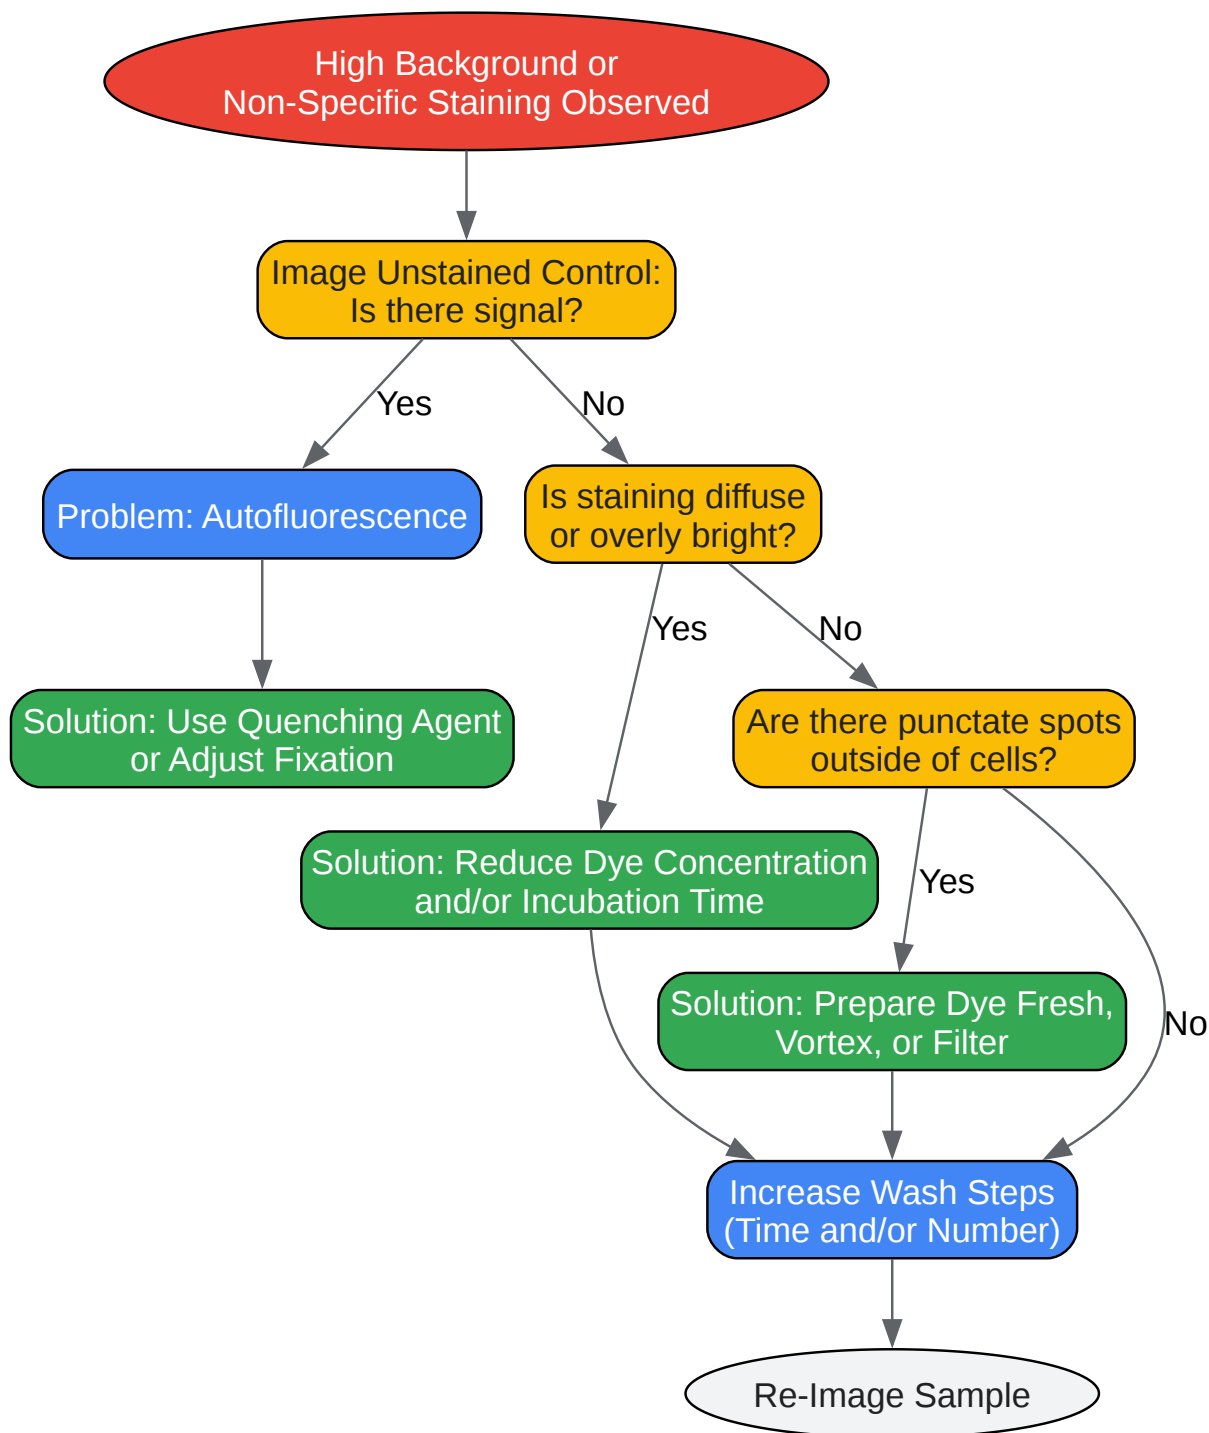 High Background or
Non-Specific Staining Observed
Image Unstained Control:
Is there signal?
Yes
No
Problem: Autofluorescence
Is staining diffuse
or overly bright?
Yes
No
Solution: Use Quenching Agent
or Adjust Fixation
Are there punctate spots
outside of cells?
Solution: Reduce Dye Concentration
and/or Incubation Time
Yes
Solution: Prepare Dye Fresh,
Vortex, or Filter
No
Increase Wash Steps
(Time and/or Number)
Re-Image Sample